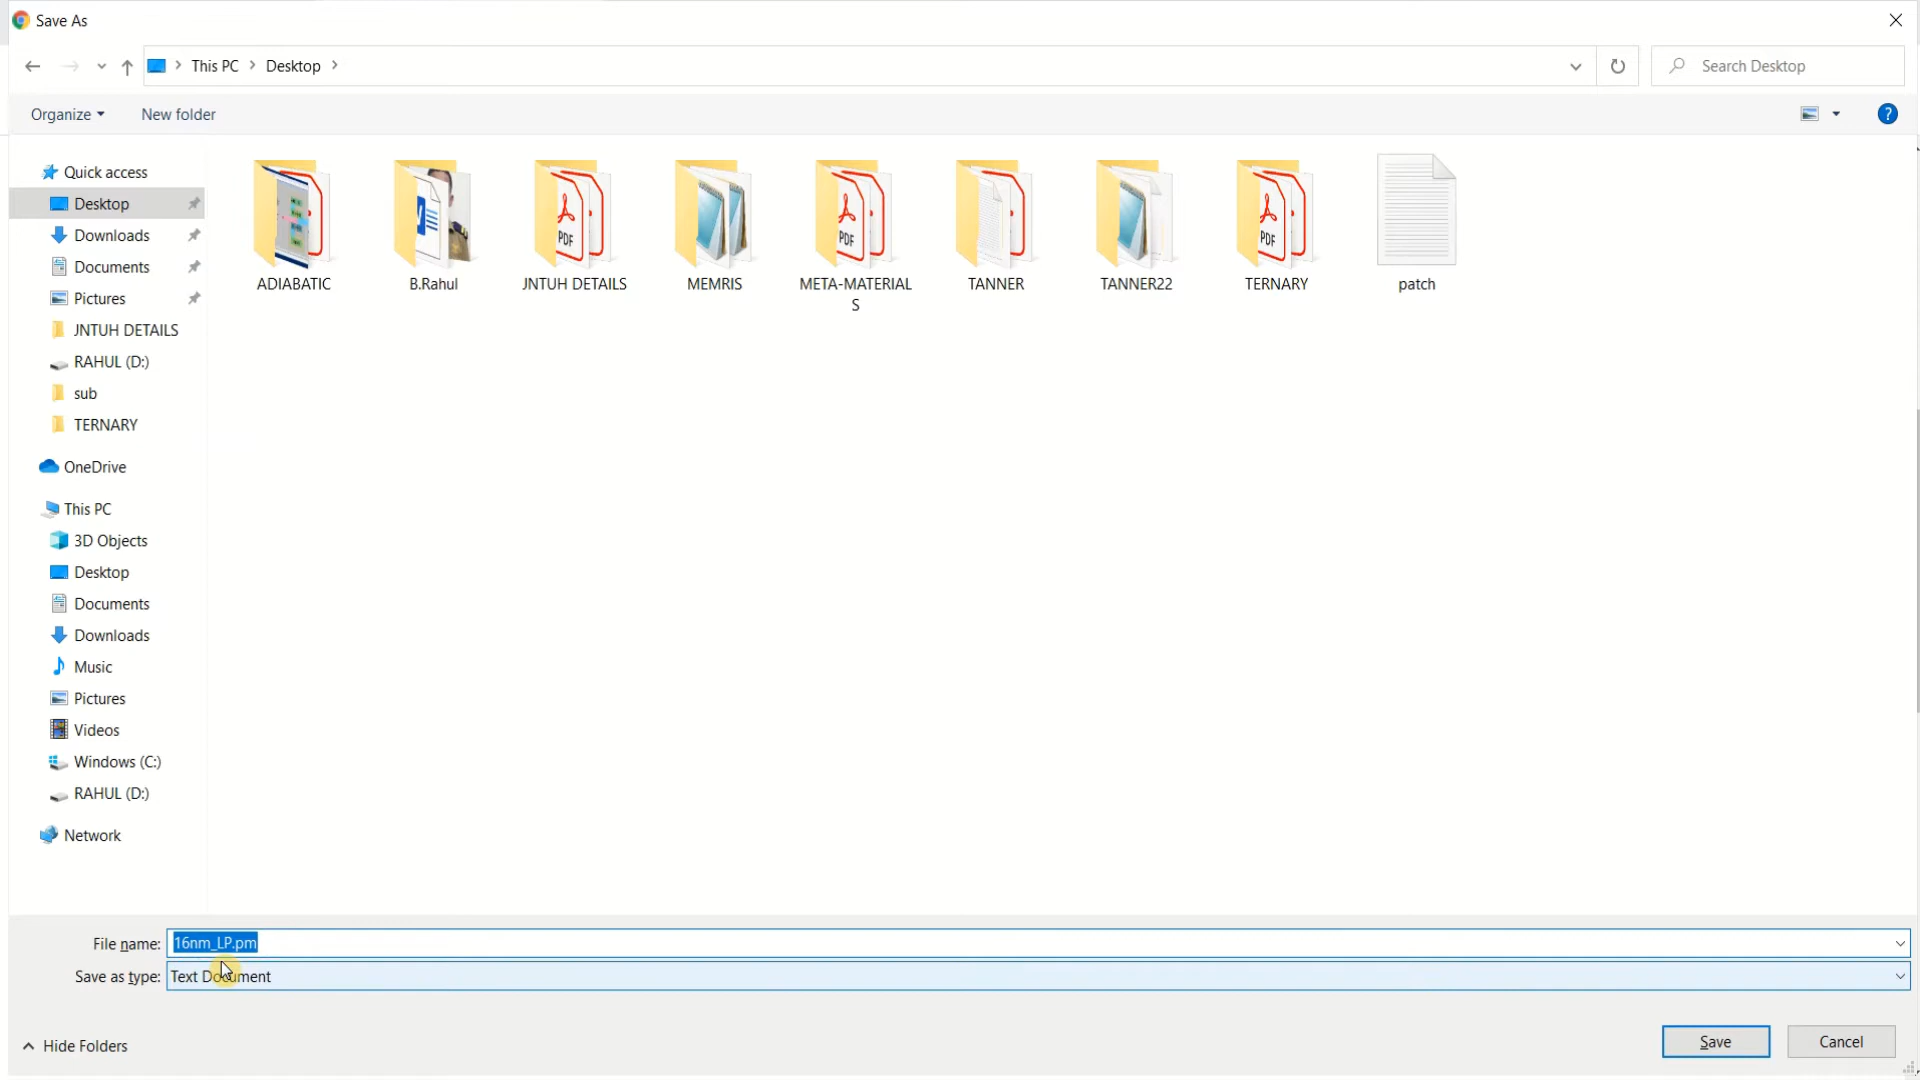 Save As
This PC
Desktop
Search Desktop
Organize
New folder
?
Quick access
Desktop
Downloads
Documents
Pictures
JNTUH DETAILS
RAHUL (D:)
sub
TERNARY
OneDrive
This PC
3D Objects
Desktop
Documents
Downloads
Music
Pictures
Videos
Windows (C:)
RAHUL (D:)
Network
ADIABATIC
B.Rahul
PDF
JNTUH DETAILS
MEMRIS
PDF
META-MATERIAL
S
TANNER
TANNER22
PDF
TERNARY
patch
File name: 16nm_LP.pm
Save as type: Text Document
Hide Folders
Save
Cancel